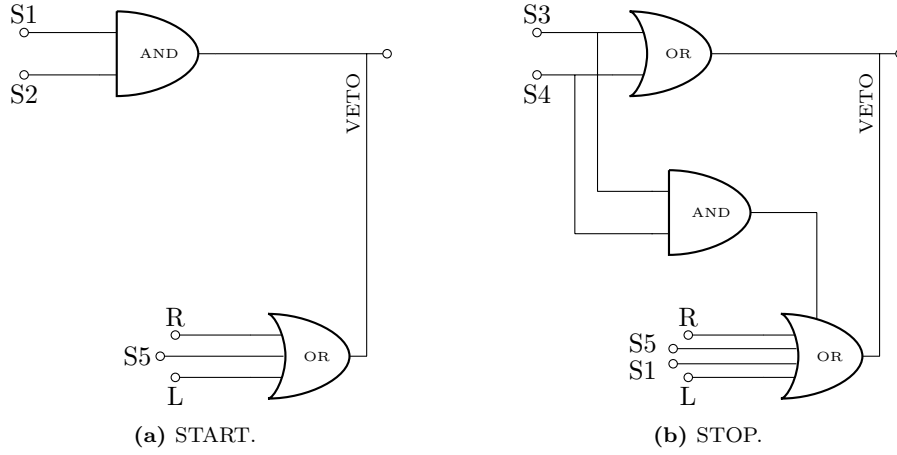 S1
AND
S2
VETO
R
S5
OR
L
(a) START.
S3
OR
S4
VETO
AND
R
S5
S1
OR
L
(b) STOP.